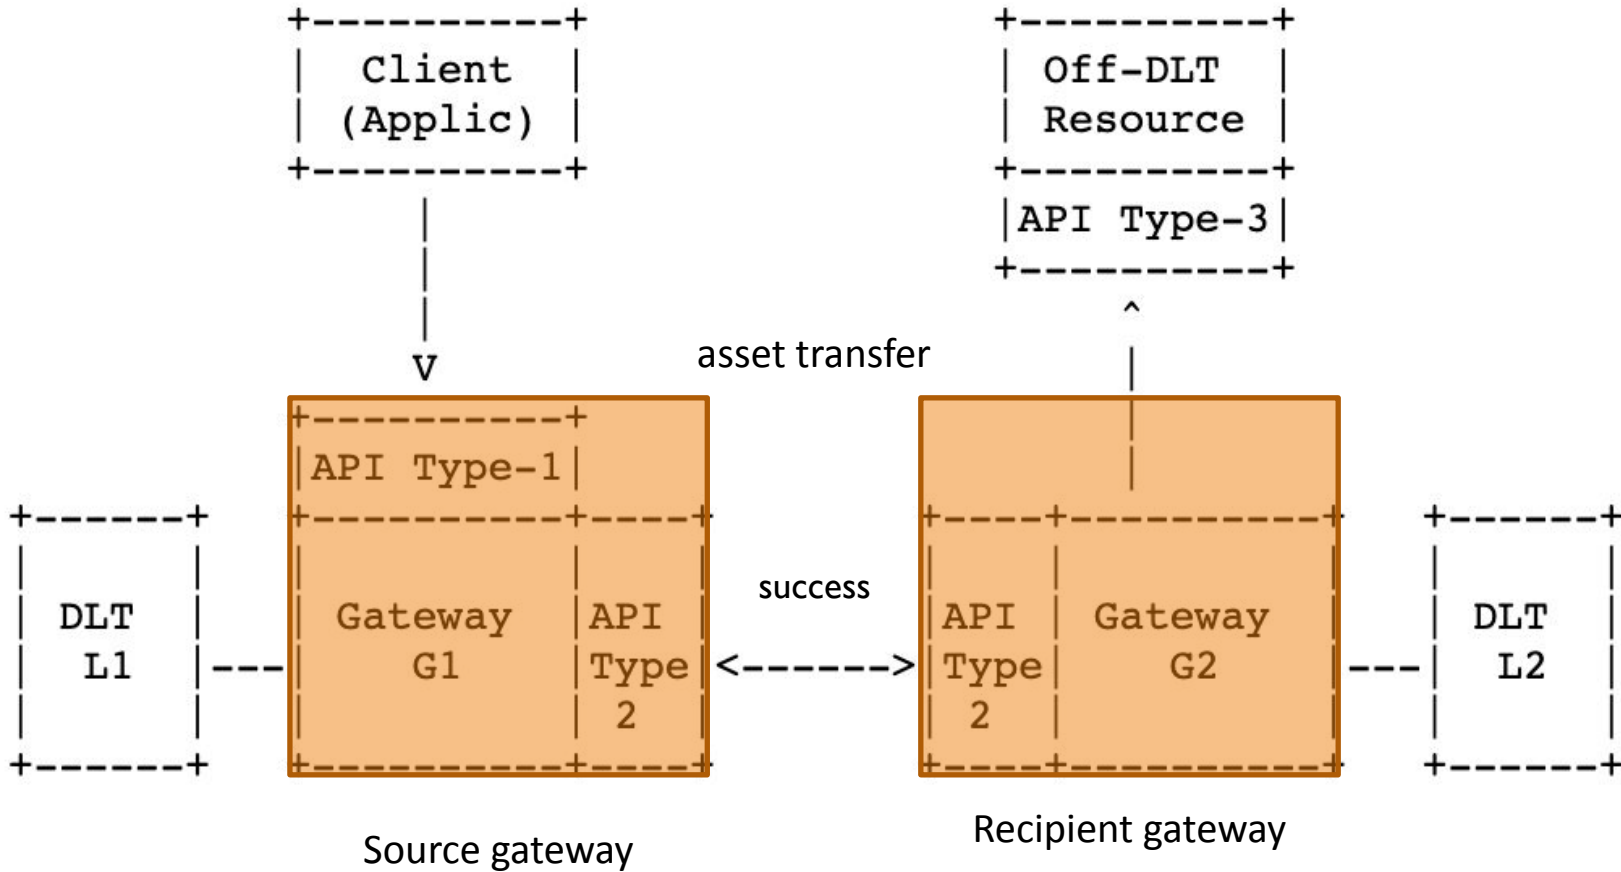 Client
(Applic)
Off-DLT
Resource
API Type-3
asset transfer
API Type-1
DLT
L1
Gateway
G1
API
Type
2
success
API
Type
2
Gateway
G2
DLT
L2
Source gateway
Recipient gateway